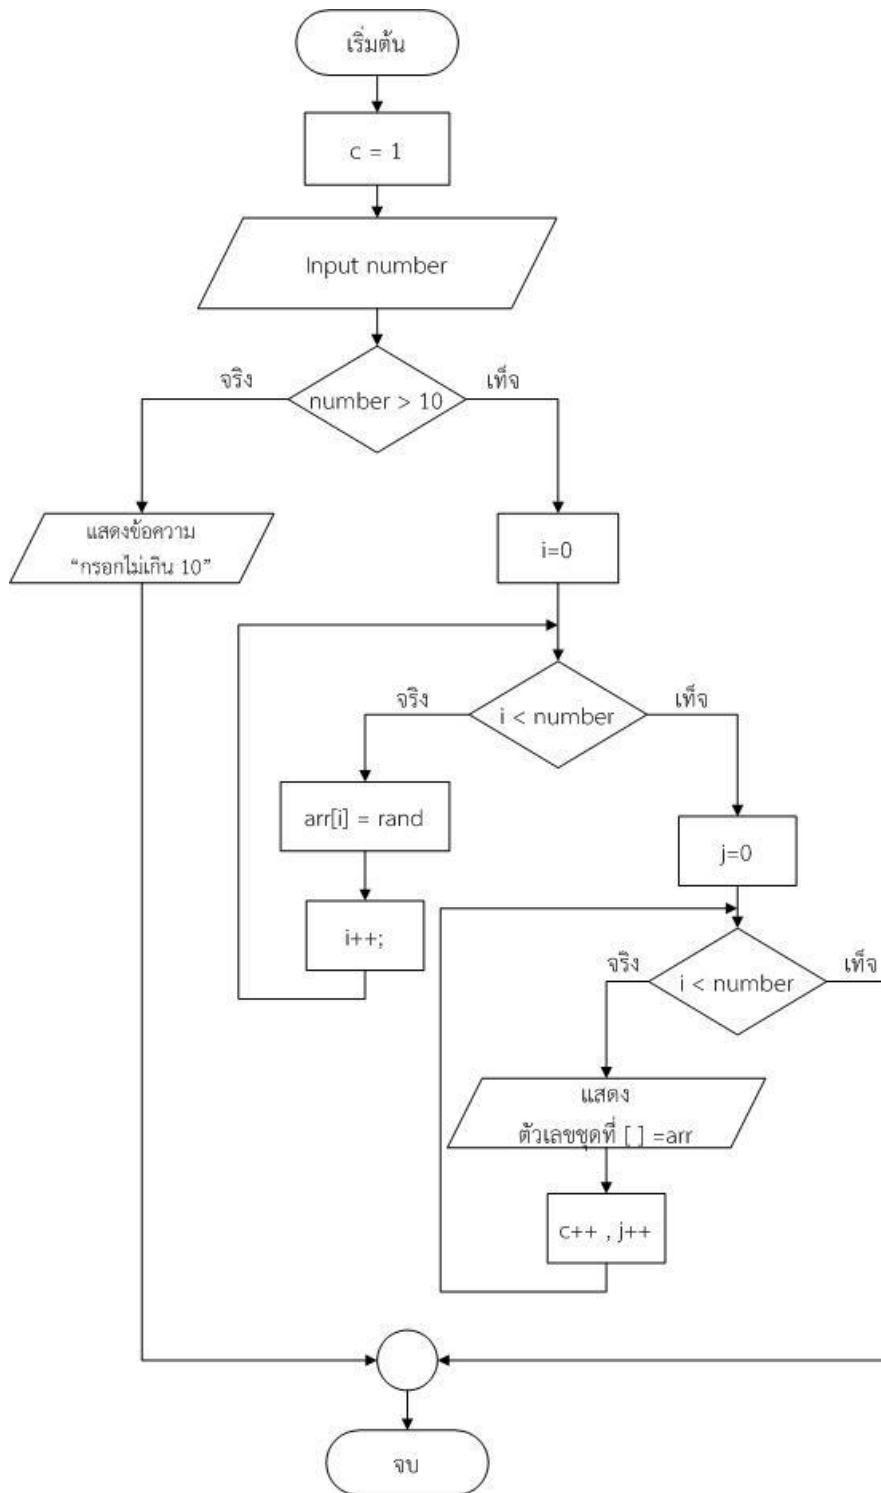 เริ่มต้น
c = 1
Input number
จริง
number > 10
เท็จ
แสดงข้อความ
“กรอกไม่เกิน 10”
i=0
จริง
i < number
เท็จ
arr[i] = rand
i++;
j=0
จริง
i < number
เท็จ
แสดง
ตัวเลขชุดที่ [ ] =arr
c++ , j++
จบ